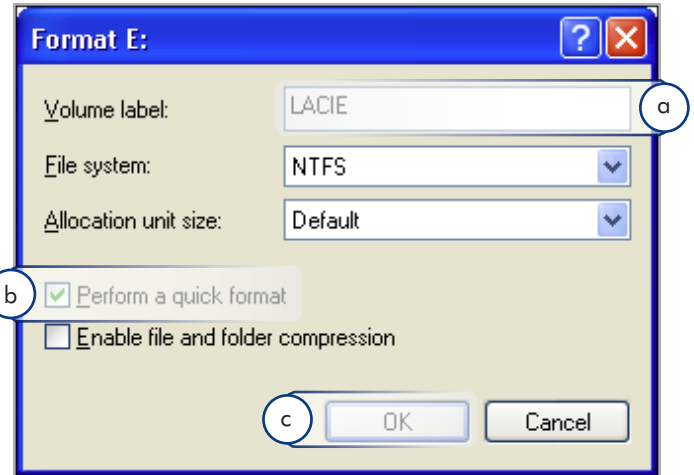 Format E:
Volume label: LACIE a
File system: NTFS
Allocation unit size: Default
b Perform a quick format
Enable file and folder compression
c OK Cancel